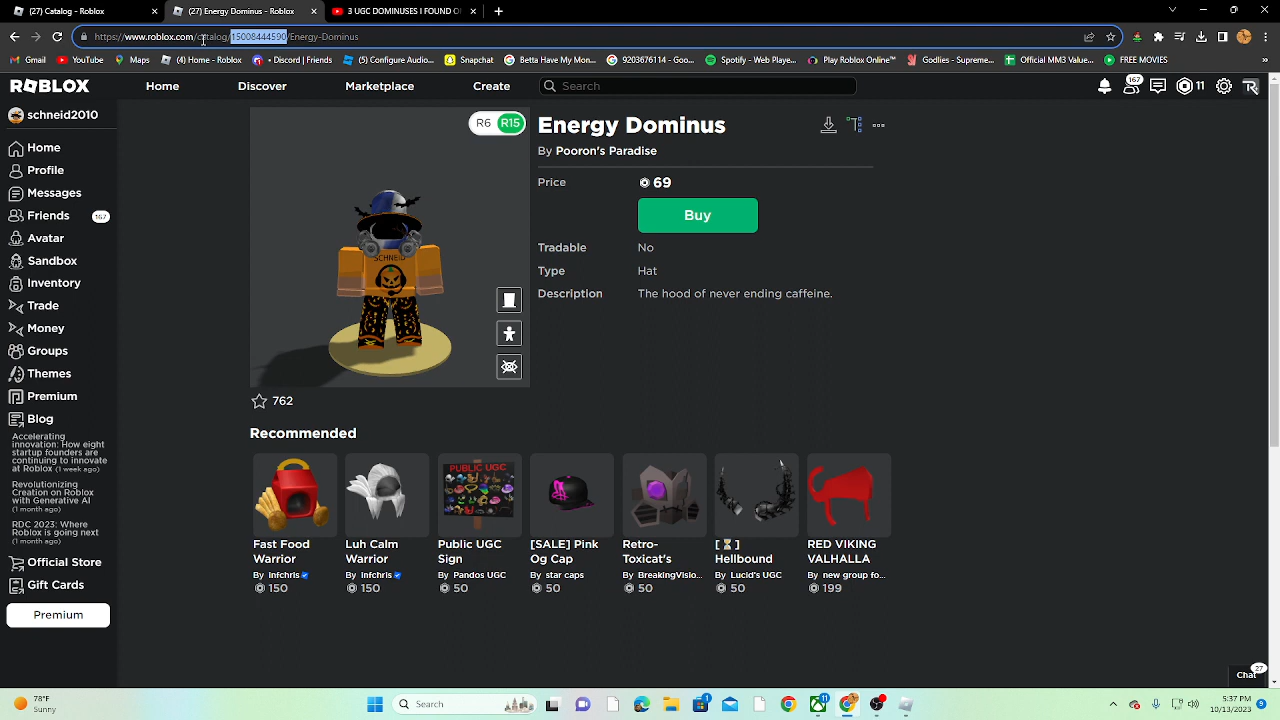 (27) Catalog - Roblox
(27) Energy Dominus - Roblox
3 UGC DOMINUSES I FOUND O
https://www.roblox.com/catalog/15008444590/Energy-Dominus
Gmail
YouTube
Maps
(4) Home - Roblox
• Discord | Friends
(5) Configure Audio...
Snapchat
Betta Have My Mon...
9203676114 - Goo...
Spotify - Web Playe...
Play Roblox Online™
Godlies - Supreme...
Official MM3 Value...
FREE MOVIES
»
ROBLOX
Home
Discover
Marketplace
Create
Search
167
11
schneid2010
Home
Profile
Messages
Friends
167
Avatar
Sandbox
Inventory
Trade
Money
Groups
Themes
Premium
Blog
Accelerating
innovation: How eight
startup founders are
continuing to innovate
at Roblox (1 week ago)
Revolutionizing
Creation on Roblox
with Generative AI
(1 month ago)
RDC 2023: Where
Roblox is going next
(1 month ago)
Official Store
Gift Cards
Premium
R6 R15
SCHNEID
762
Energy Dominus
By Pooron's Paradise
Price
69
Buy
Tradable
No
Type
Hat
Description
The hood of never ending caffeine.
Recommended
PUBLIC UGC
Fast Food
Warrior
By Infchris
150
Luh Calm
Warrior
By Infchris
150
Public UGC
Sign
By Pandos UGC
50
[SALE] Pink
Og Cap
By star caps
50
Retro-
Toxicat's
By BreakingVisio...
50
[⏳]
Hellbound
By Lucid's UGC
50
RED VIKING
VALHALLA
By new group fo...
199
Chat
27
78°F
Sunny
Search
5:37 PM
10/13/2023